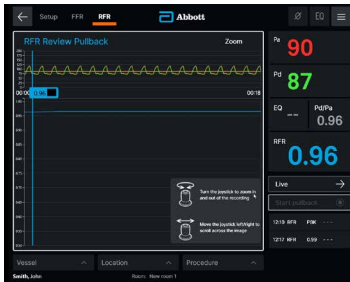 Setup FFR RFR Abbott EQ
RFR Review Pullback Zoom
00:00 0.96 00:18
Turn the joystick to zoom in
and out of the recording
Move the joystick left/right to
scroll across the image
Pa 90
Pd 87
EQ -- Pd/Pa 0.96
RFR 0.96
Live
Start pullback
12:19 RFR PBK ---
12:17 RFR 0.99 ---
Vessel Location Procedure
Smith, John Room: New room 1